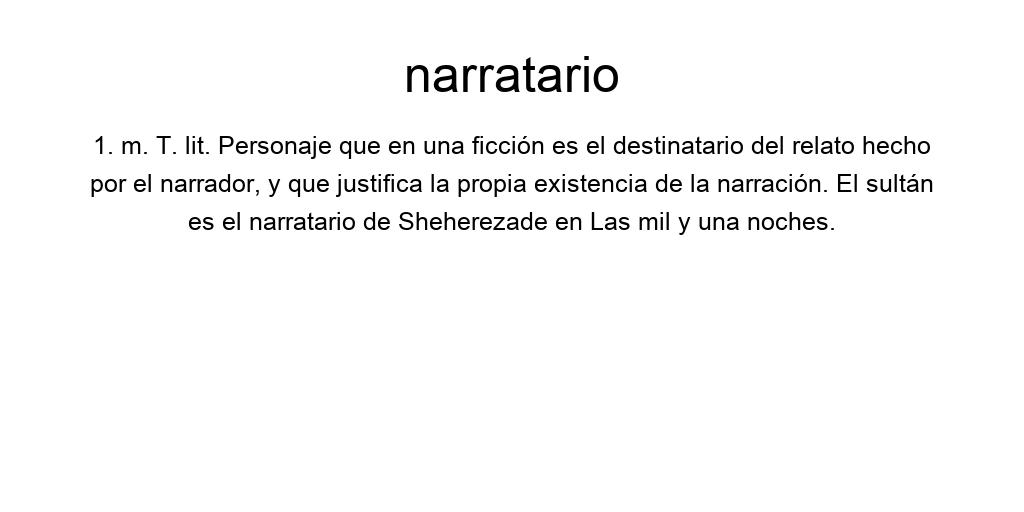 narratario
1. m. T. lit. Personaje que en una ficción es el destinatario del relato hecho
por el narrador, y que justifica la propia existencia de la narración. El sultán
es el narratario de Sheherezade en Las mil y una noches.